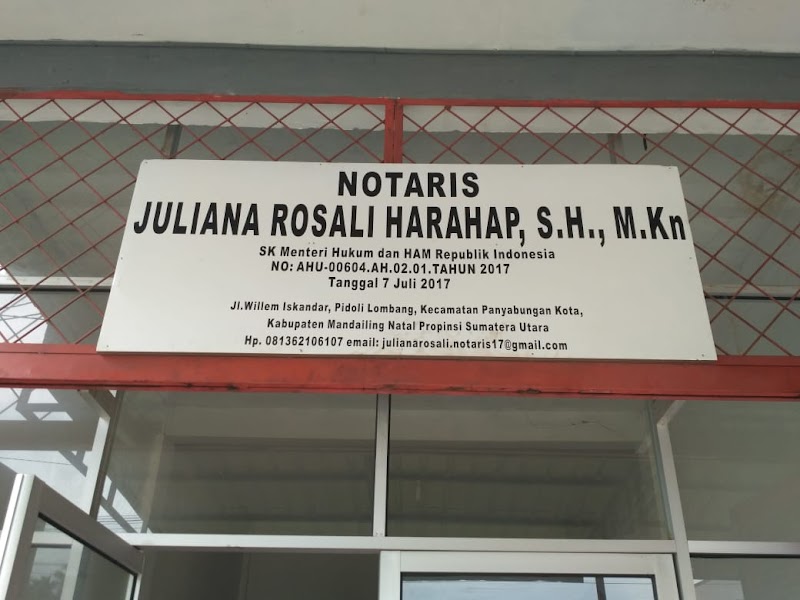 NOTARIS
JULIANA ROSALI HARAHAP, S.H., M.Kn
SK Menteri Hukum dan HAM Republik Indonesia
NO: AHU-00604.AH.02.01.TAHUN 2017
Tanggal 7 Juli 2017
Jl.Willem Iskandar, Pidoli Lombang, Kecamatan Panyabungan Kota,
Kabupaten Mandailing Natal Propinsi Sumatera Utara
Hp. 081362106107 email: julianarosali.notaris17@gmail.com